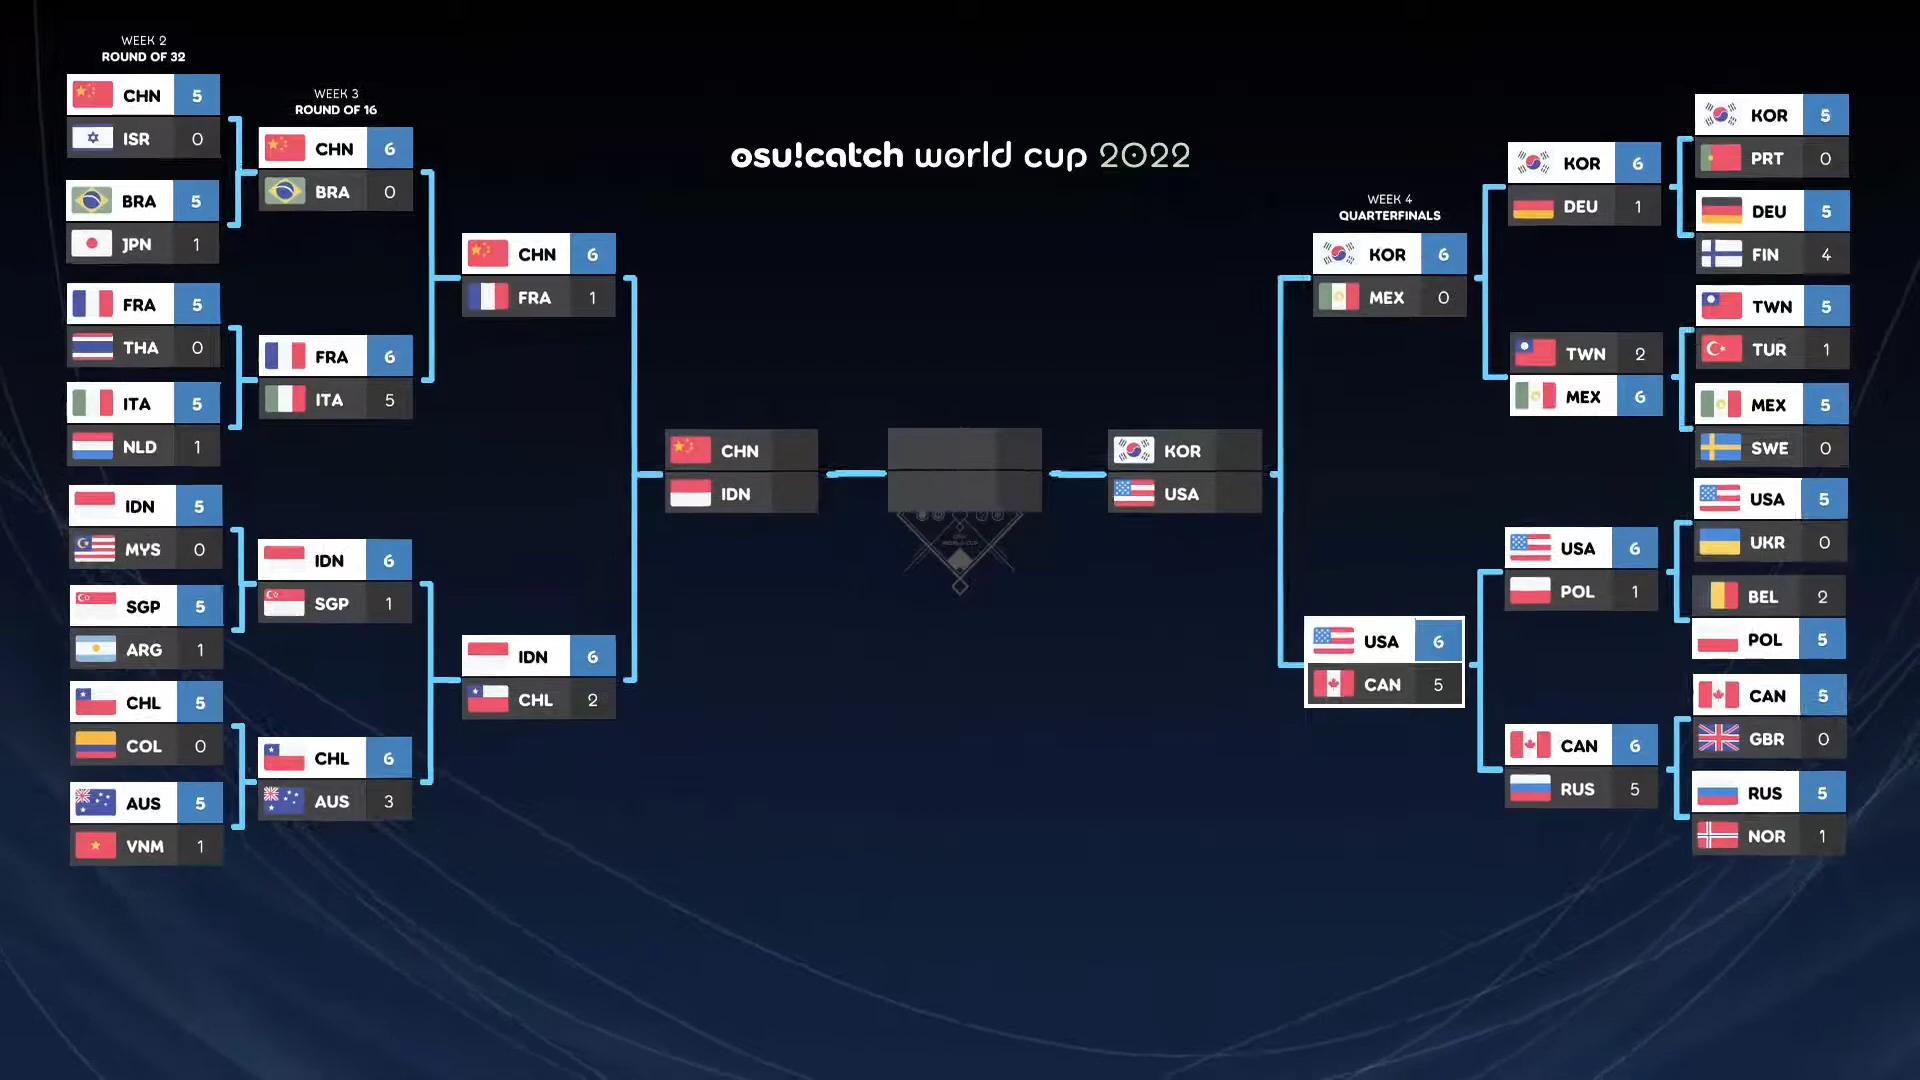 WEEK 2
ROUND OF 32
CHN 5
ISR 0
BRA 5
JPN 1
FRA 5
THA 0
ITA 5
NLD 1
IDN 5
MYS 0
SGP 5
ARG 1
CHL 5
COL 0
AUS 5
VNM 1
WEEK 3
ROUND OF 16
CHN 6
BRA 0
FRA 6
ITA 5
IDN 6
SGP 1
CHL 6
AUS 3
CHN 6
FRA 1
IDN 6
CHL 2
osu!catch world cup 2022
CHN
IDN
KOR
USA
WEEK 4
QUARTERFINALS
KOR 6
MEX 0
USA 6
CAN 5
KOR 6
DEU 1
TWN 2
MEX 6
USA 6
POL 1
CAN 6
RUS 5
KOR 5
PRT 0
DEU 5
FIN 4
TWN 5
TUR 1
MEX 5
SWE 0
USA 5
UKR 0
BEL 2
POL 5
CAN 5
GBR 0
RUS 5
NOR 1